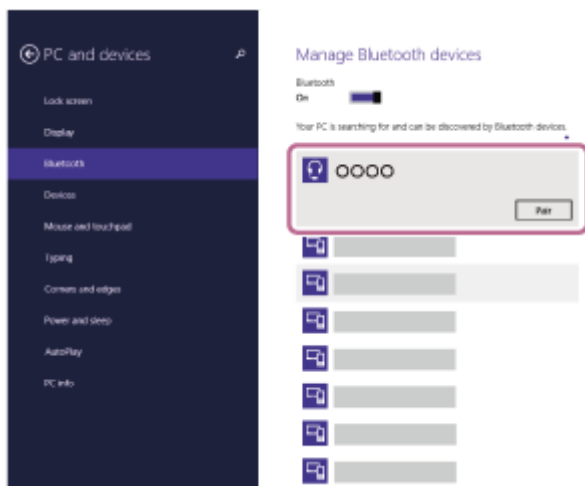 PC and devices
Lock screen
Display
Bluetooth
Devices
Mouse and touchpad
Typing
Corners and edges
Power and sleep
AutoPlay
PC info
Manage Bluetooth devices
Bluetooth
On
Your PC is searching for and can be discovered by Bluetooth devices.
OOOO
Pair